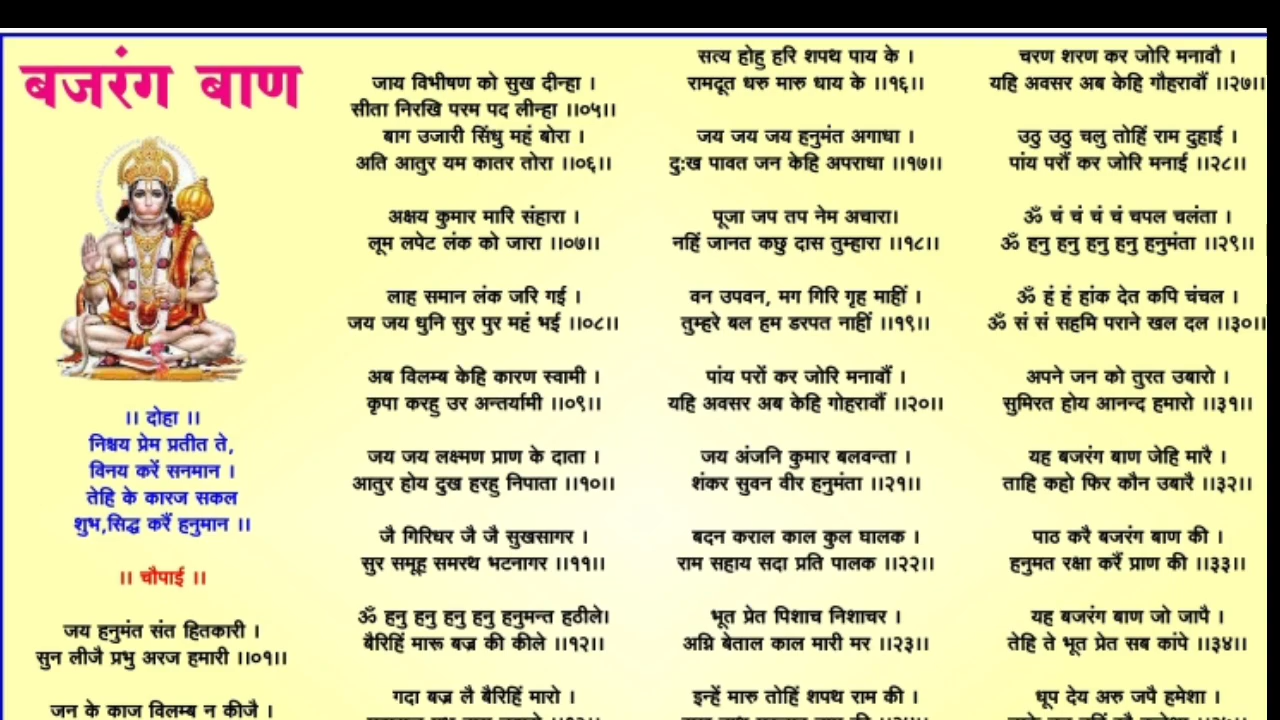 बजरंग बाण
।। दोहा ।।
निश्चय प्रेम प्रतीत ते,
विनय करें सनमान ।
तेहि के कारज सकल
शुभ,सिद्ध करैं हनुमान ।।
।। चौपाई ।।
जय हनुमंत संत हितकारी ।
सुन लीजै प्रभु अरज हमारी ।।०१।।
जन के काज विलम्ब न कीजै ।
जाय विभीषण को सुख दीन्हा ।
सीता निरखि परम पद लीन्हा ।।०५।।
बाग उजारी सिंधु महं बोरा ।
अति आतुर यम कातर तोरा ।।०६।।
अक्षय कुमार मारि संहारा ।
लूम लपेट लंक को जारा ।।०७।।
लाह समान लंक जरि गई ।
जय जय धुनि सुर पुर महं भई ।।०८।।
अब विलम्ब केहि कारण स्वामी ।
कृपा करहु उर अन्तर्यामी ।।०९।।
जय जय लक्ष्मण प्राण के दाता ।
आतुर होय दुख हरहु निपाता ।।१०।।
जै गिरिधर जै जै सुखसागर ।
सुर समूह समरथ भटनागर ।।११।।
ॐ हनु हनु हनु हनु हनुमन्त हठीले।
बैरिहिं मारू बज्र की कीले ।।१२।।
गदा बज्र लै बैरिहिं मारो ।
सत्य होहु हरि शपथ पाय के ।
रामदूत धरु मारु धाय के ।।१६।।
जय जय जय हनुमंत अगाधा ।
दु:ख पावत जन केहि अपराधा ।।१७।।
पूजा जप तप नेम अचारा।
नहिं जानत कछु दास तुम्हारा ।।१८।।
वन उपवन, मग गिरि गृह माहीं ।
तुम्हरे बल हम डरपत नाहीं ।।१९।।
पांय परों कर जोरि मनावौं ।
यहि अवसर अब केहि गोहरावौं ।।२०।।
जय अंजनि कुमार बलवन्ता ।
शंकर सुवन वीर हनुमंता ।।२१।।
बदन कराल काल कुल घालक ।
राम सहाय सदा प्रति पालक ।।२२।।
भूत प्रेत पिशाच निशाचर ।
अग्नि बेताल काल मारी मर ।।२३।।
इन्हें मारु तोहिं शपथ राम की ।
चरण शरण कर जोरि मनावौ ।
यहि अवसर अब केहि गौहरावौं ।।२७।।
उठु उठु चलु तोहिं राम दुहाई ।
पांय परौं कर जोरि मनाई ।।२८।।
ॐ चं चं चं चं चपल चलंता ।
ॐ हनु हनु हनु हनु हनुमंता ।।२९।।
ॐ हं हं हांक देत कपि चंचल ।
ॐ सं सं सहमि पराने खल दल ।।३०।।
अपने जन को तुरत उबारो ।
सुमिरत होय आनन्द हमारो ।।३१।।
यह बजरंग बाण जेहि मारै ।
ताहि कहो फिर कौन उबारै ।।३२।।
पाठ करै बजरंग बाण की ।
हनुमत रक्षा करैं प्राण की ।।३३।।
यह बजरंग बाण जो जापै ।
तेहि ते भूत प्रेत सब कांपे ।।३४।।
धूप देय अरु जपै हमेशा ।